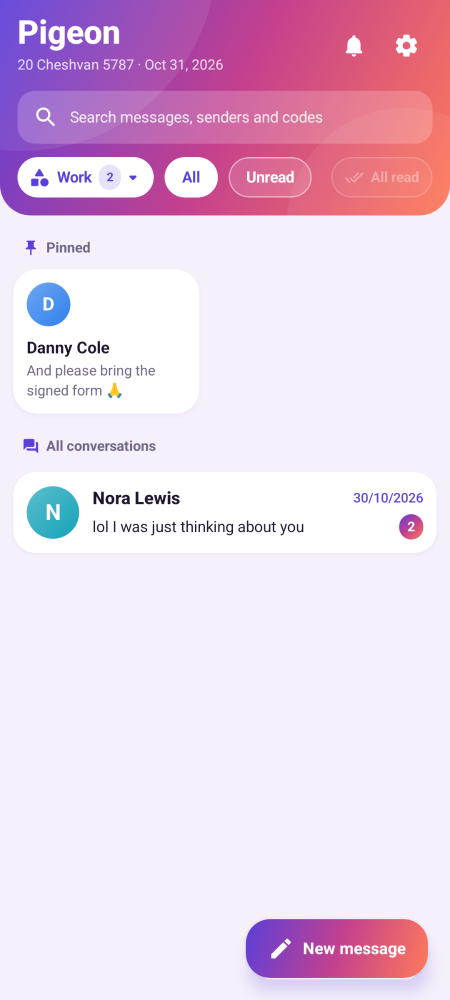 Pigeon
20 Cheshvan 5787 · Oct 31, 2026
Search messages, senders and codes
Work 2 All Unread All read
Pinned
D
Danny Cole
And please bring the
signed form 🙏
All conversations
N
Nora Lewis 30/10/2026
lol I was just thinking about you 2
New message